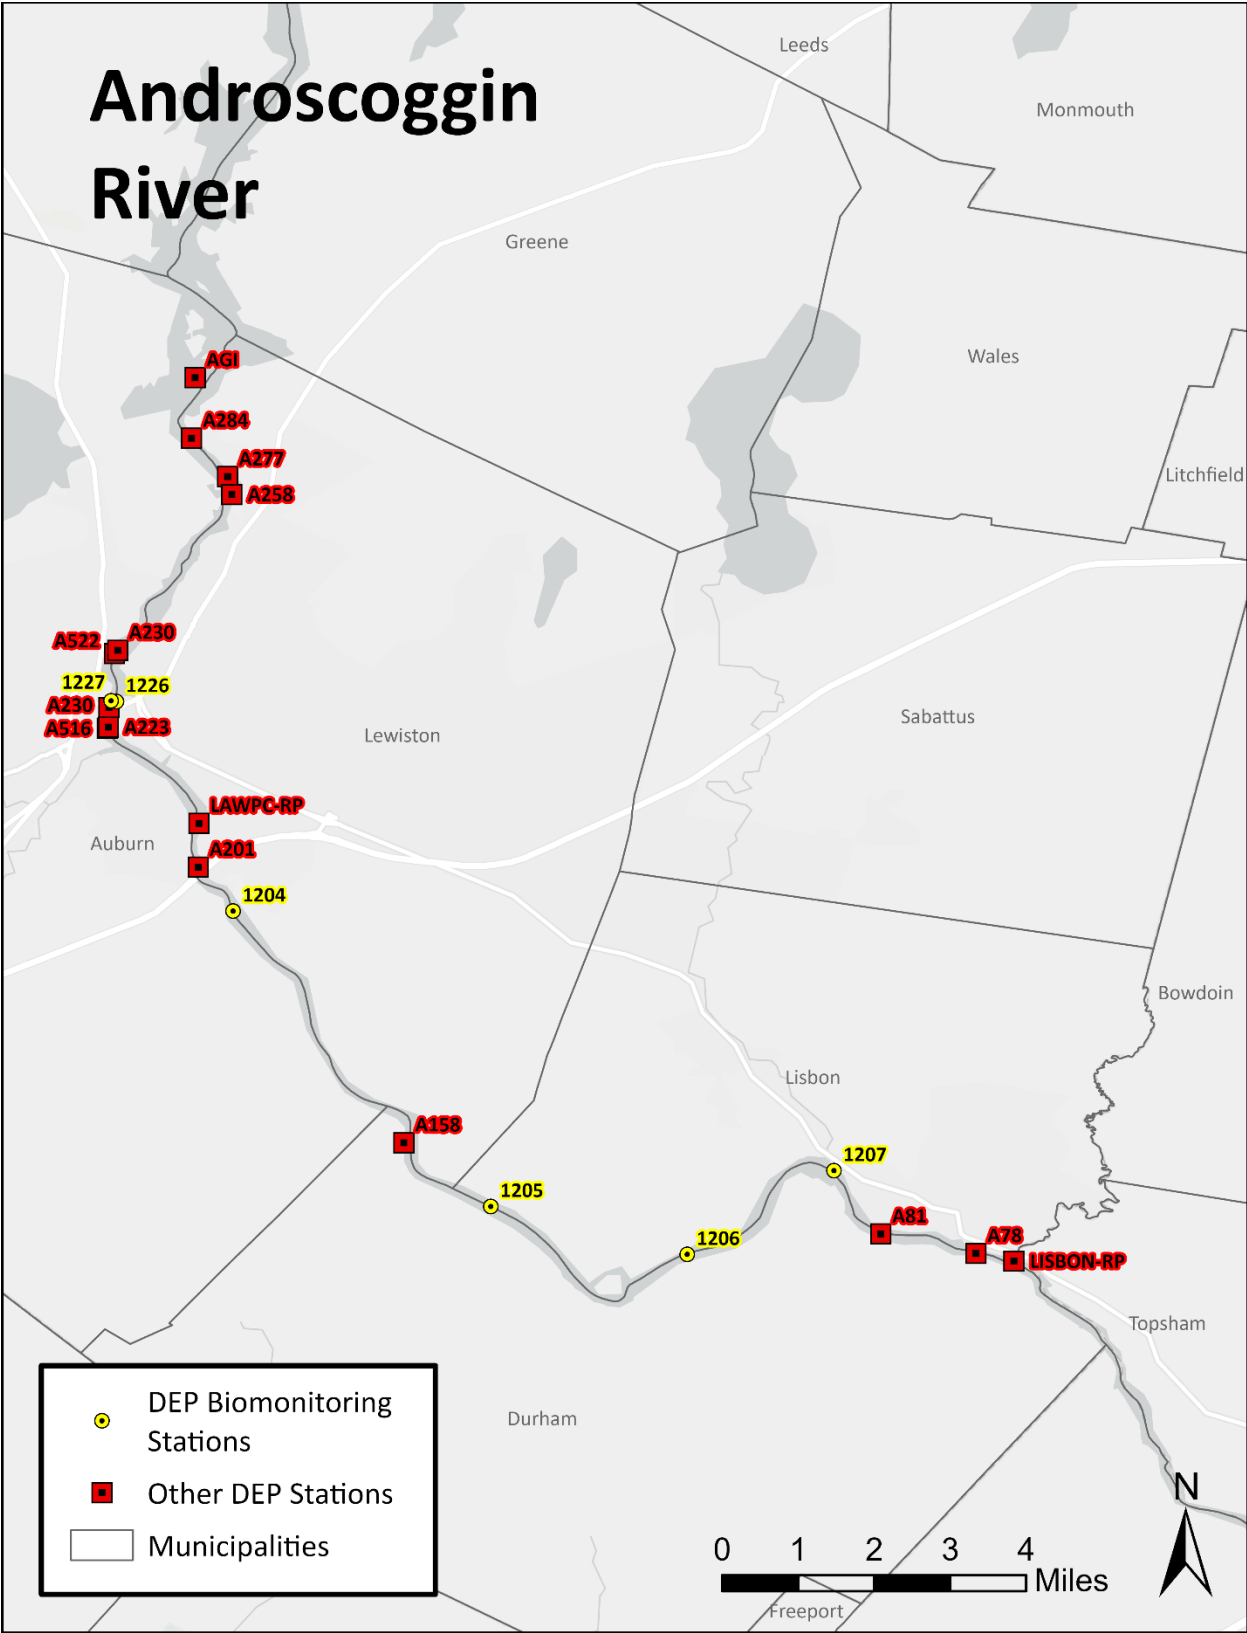 Androscoggin
River
Leeds
Monmouth
Greene
Wales
AGI
A284
A277
A258
Litchfield
A522
A230
1227
1226
A230
A516
A223
Lewiston
Sabattus
LAWPC-RP
Auburn
A201
1204
Bowdoin
Lisbon
A158
1207
1205
A81
1206
A78
LISBON-RP
Topsham
Durham
DEP Biomonitoring
Stations
Other DEP Stations
Municipalities
N
0 1 2 3 4
Miles
Freeport